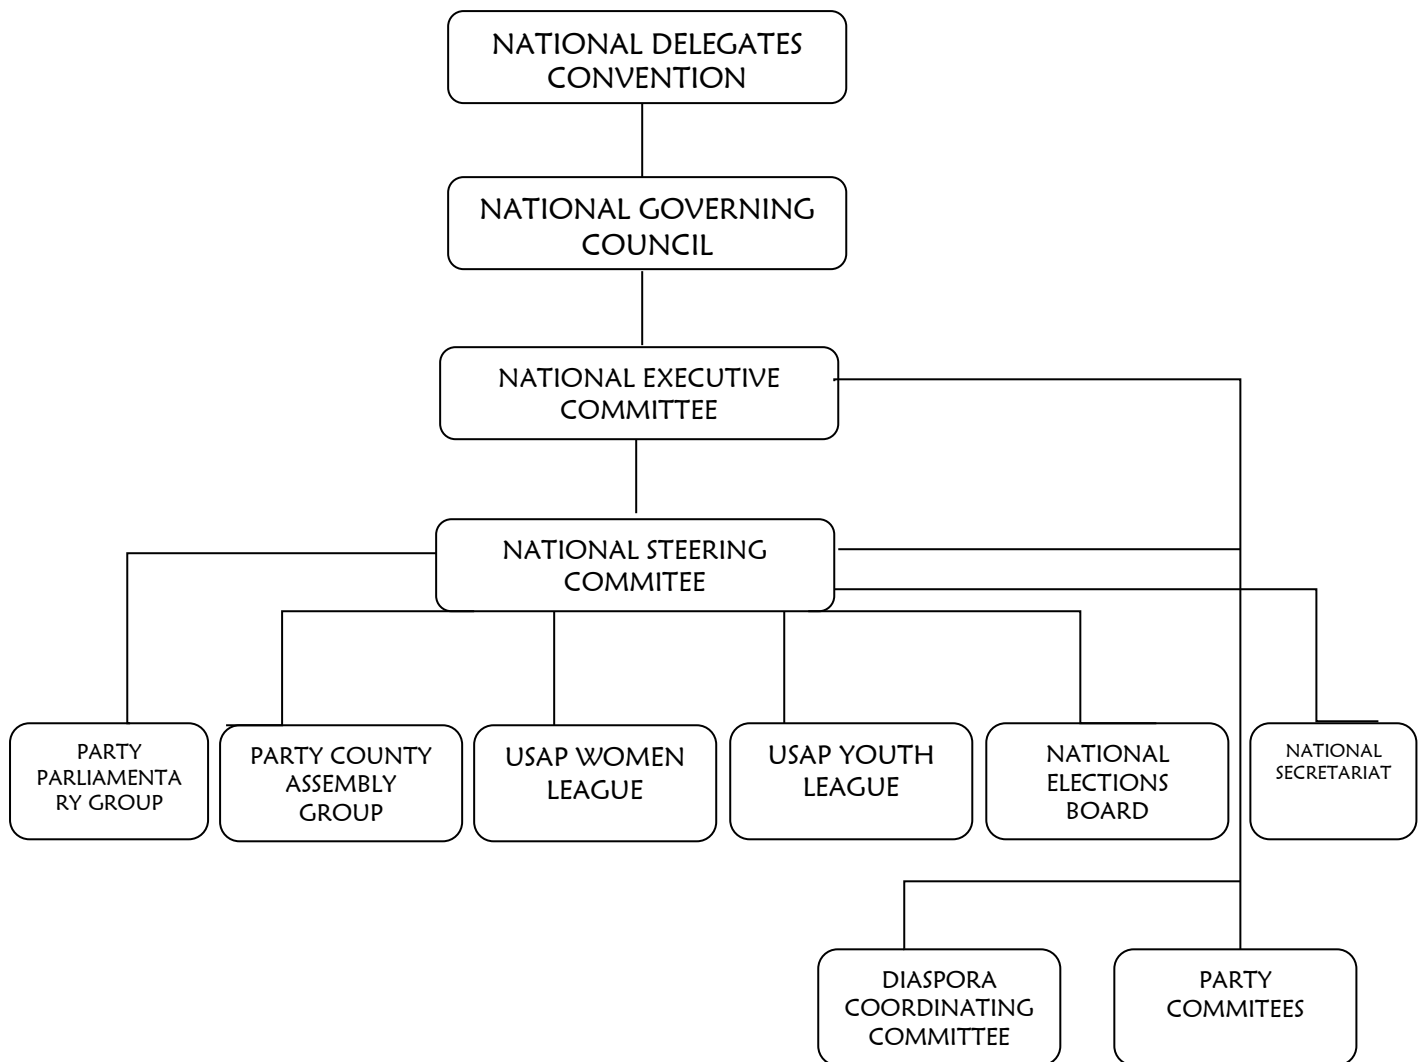 NATIONAL DELEGATES
CONVENTION
NATIONAL GOVERNING
COUNCIL
NATIONAL EXECUTIVE
COMMITTEE
NATIONAL STEERING
COMMITEE
PARTY
PARLIAMENTA
RY GROUP
PARTY COUNTY
ASSEMBLY
GROUP
USAP WOMEN
LEAGUE
USAP YOUTH
LEAGUE
NATIONAL
ELECTIONS
BOARD
NATIONAL
SECRETARIAT
DIASPORA
COORDINATING
COMMITTEE
PARTY
COMMITEES